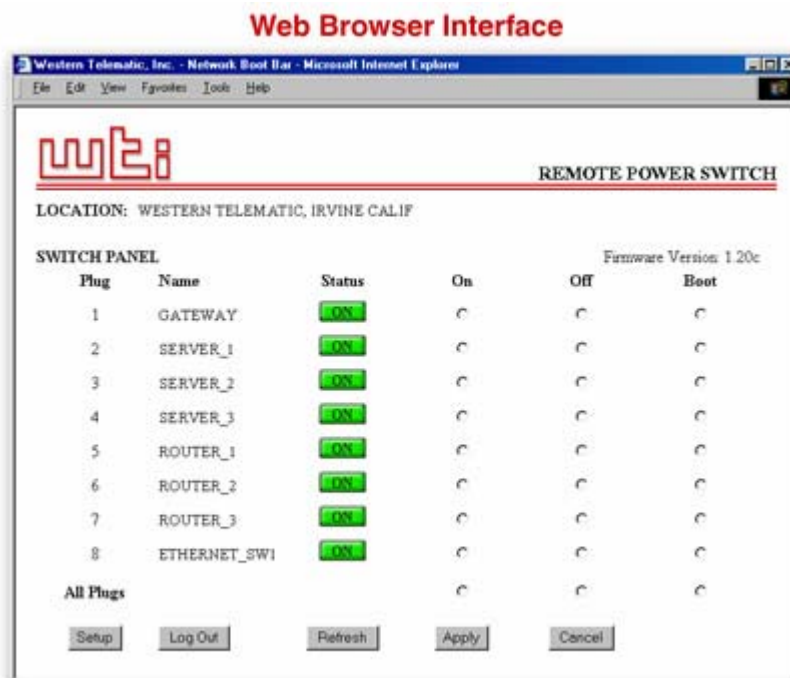 Web Browser Interface
Western Telematic, Inc. - Network Boot Bar - Microsoft Internet Explorer
File Edit View Favorites Tools Help
wti
REMOTE POWER SWITCH
LOCATION: WESTERN TELEMATIC, IRVINE CALIF
SWITCH PANEL Firmware Version: 1.20c
Plug Name Status On Off Boot
1 GATEWAY ON
2 SERVER_1 ON
3 SERVER_2 ON
4 SERVER_3 ON
5 ROUTER_1 ON
6 ROUTER_2 ON
7 ROUTER_3 ON
8 ETHERNET_SW1 ON
All Plugs
Setup Log Out Refresh Apply Cancel